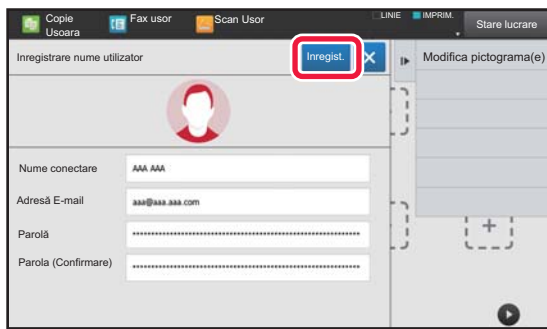 Copie Usoara
Fax usor
Scan Usor
LINIE
IMPRIM.
Stare lucrare
Inregistrare nume utilizator
Inregist.
Modifica pictograma(e)
Nume conectare
AAA AAA
Adresă E-mail
aaa@aaa.aaa.com
Parolă
Parola (Confirmare)